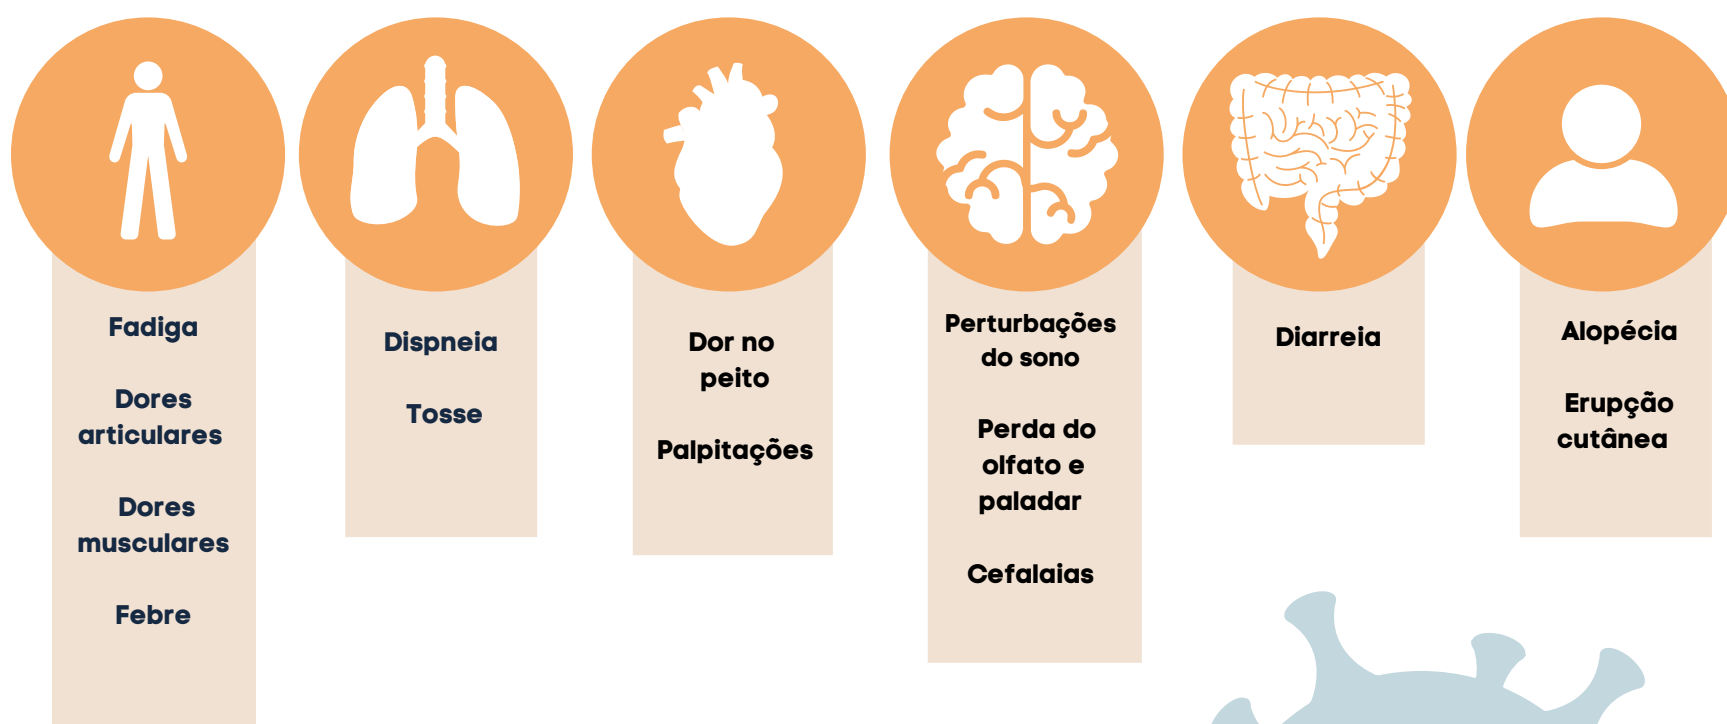 Fadiga
Dores
articulares
Dores
musculares
Febre
Dispneia
Tosse
Dor no
peito
Palpitações
Perturbações
do sono
Perda do
olfato e
paladar
Cefalaias
Diarreia
Alopécia
Erupção
cutânea